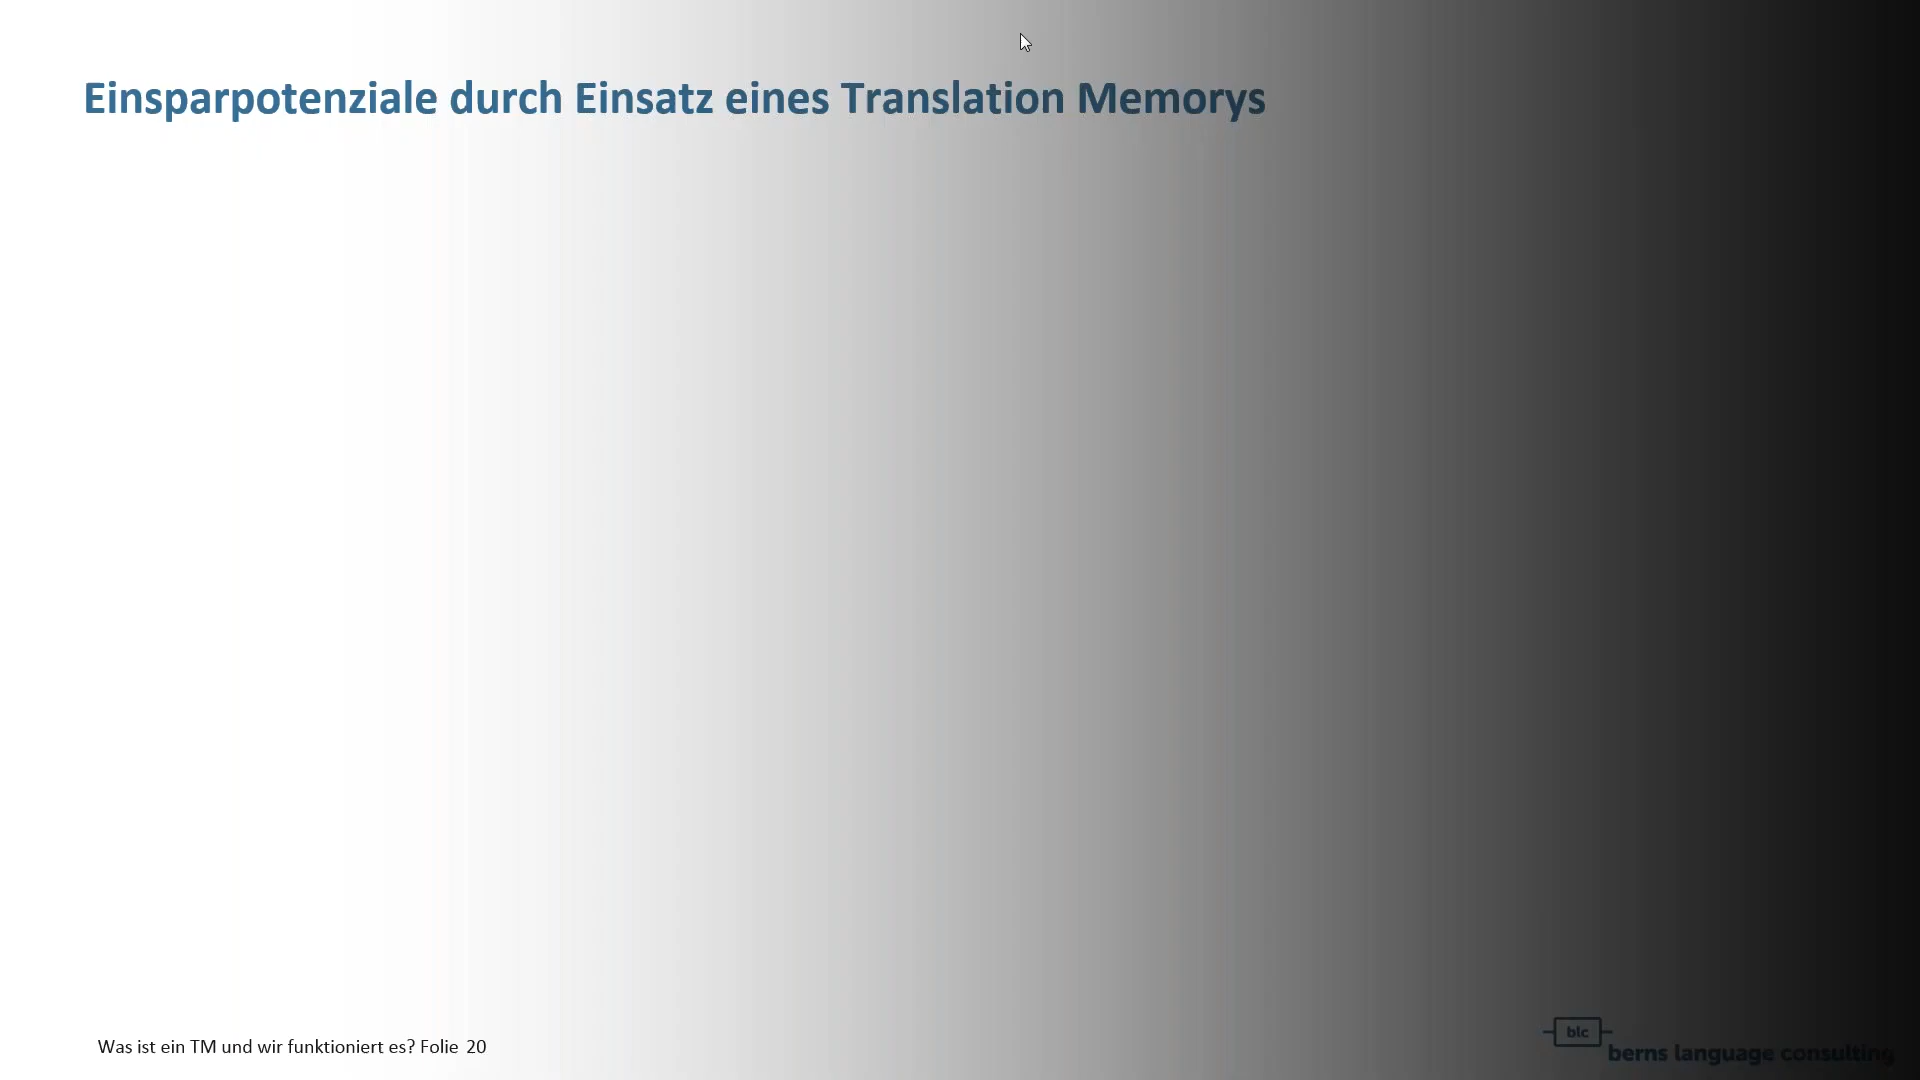 Einsparpotenziale durch Einsatz eines Translation Memorys
Was ist ein TM und wir funktioniert es? Folie 20
blc
berns language consulting